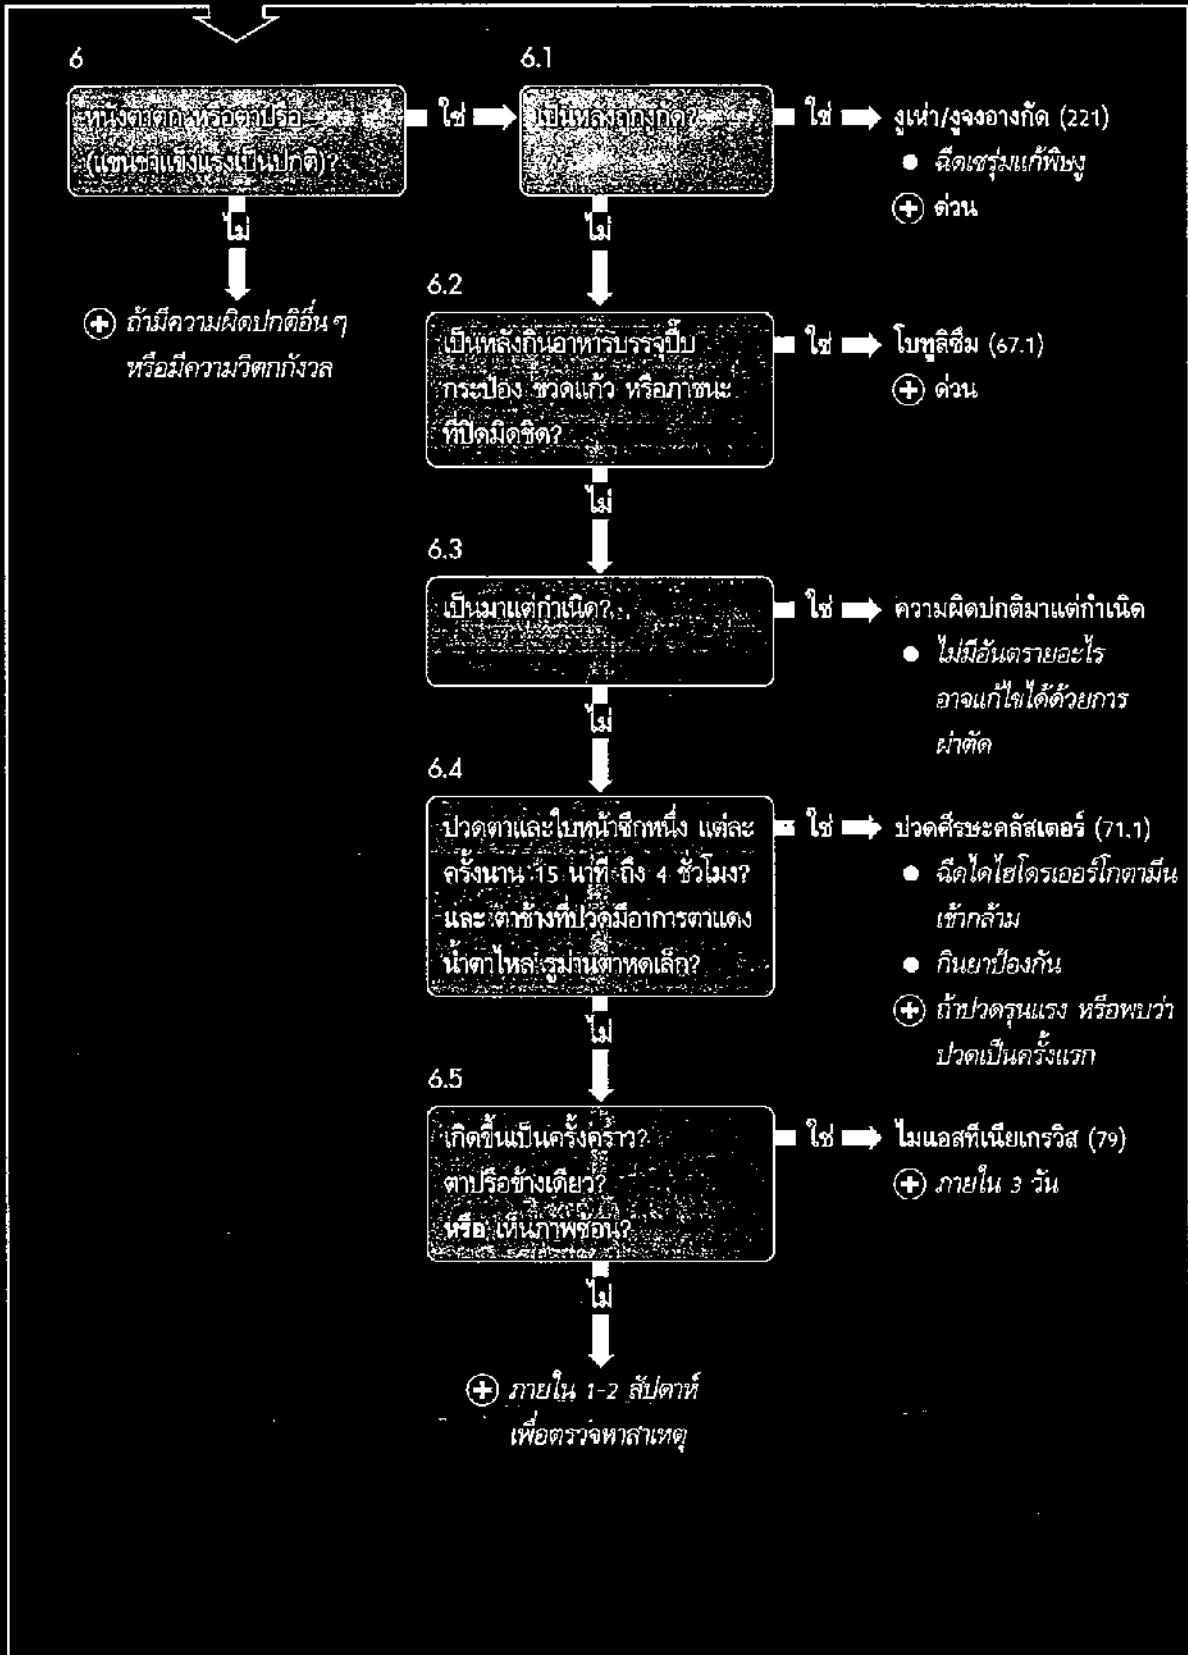 6
หนังตาตก หรือตาปรือ
(แขนขาแข็งแรงเป็นปกติ)?
ใช่
ไม่
ถ้ามีความผิดปกติอื่น ๆ
หรือมีความวิตกกังวล
6.1
เป็นหลังถูกงูกัด?
ใช่
งูเห่า/งูจงอางกัด (221)
● ฉีดเซรุ่มแก้พิษงู
ด่วน
ไม่
6.2
เป็นหลังกินอาหารบรรจุปี๊บ
กระป๋อง ขวดแก้ว หรือภาชนะ
ที่ปิดมิดชิด?
ใช่
โบทูลิซึม (67.1)
ด่วน
ไม่
6.3
เป็นมาแต่กำเนิด?
ใช่
ความผิดปกติมาแต่กำเนิด
● ไม่มีอันตรายอะไร
อาจแก้ไขได้ด้วยการ
ผ่าตัด
ไม่
6.4
ปวดตาและใบหน้าซีกหนึ่ง แต่ละ
ครั้งนาน 15 นาที ถึง 4 ชั่วโมง?
และ ตาข้างที่ปวดมีอาการตาแดง
น้ำตาไหล รูม่านตาหดเล็ก?
ใช่
ปวดศีรษะคลัสเตอร์ (71.1)
● ฉีดไดไฮโดรเออร์โกตามีน
เข้ากล้าม
● กินยาป้องกัน
ถ้าปวดรุนแรง หรือพบว่า
ปวดเป็นครั้งแรก
ไม่
6.5
เกิดขึ้นเป็นครั้งคราว?
ตาปรือข้างเดียว?
หรือ เห็นภาพซ้อน?
ใช่
ไมแอสทีเนียเกรวิส (79)
ภายใน 3 วัน
ไม่
ภายใน 1-2 สัปดาห์
เพื่อตรวจหาสาเหตุ